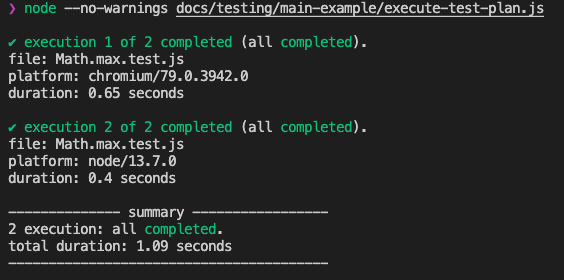 ❯ node --no-warnings docs/testing/main-example/execute-test-plan.js
✔ execution 1 of 2 completed (all completed).
file: Math.max.test.js
platform: chromium/79.0.3942.0
duration: 0.65 seconds
✔ execution 2 of 2 completed (all completed).
file: Math.max.test.js
platform: node/13.7.0
duration: 0.4 seconds
-------------- summary -----------------
2 execution: all completed.
total duration: 1.09 seconds
----------------------------------------